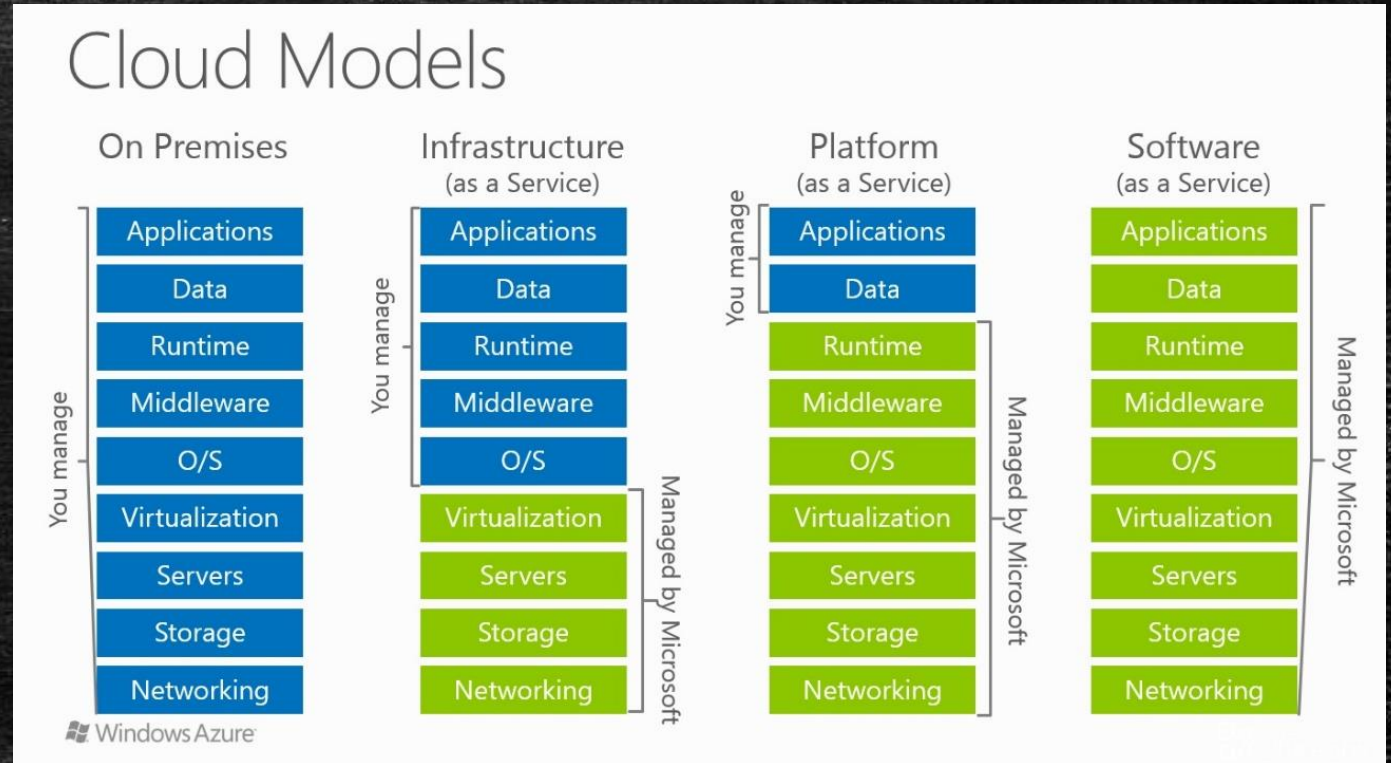 Cloud Models
On Premises
You manage
Applications
Data
Runtime
Middleware
O/S
Virtualization
Servers
Storage
Networking
Infrastructure
(as a Service)
You manage
Applications
Data
Runtime
Middleware
O/S
Virtualization
Servers
Storage
Networking
Managed by Microsoft
Platform
(as a Service)
You manage
Applications
Data
Runtime
Middleware
O/S
Virtualization
Servers
Storage
Networking
Managed by Microsoft
Software
(as a Service)
Applications
Data
Runtime
Middleware
O/S
Virtualization
Servers
Storage
Networking
Managed by Microsoft
Windows Azure